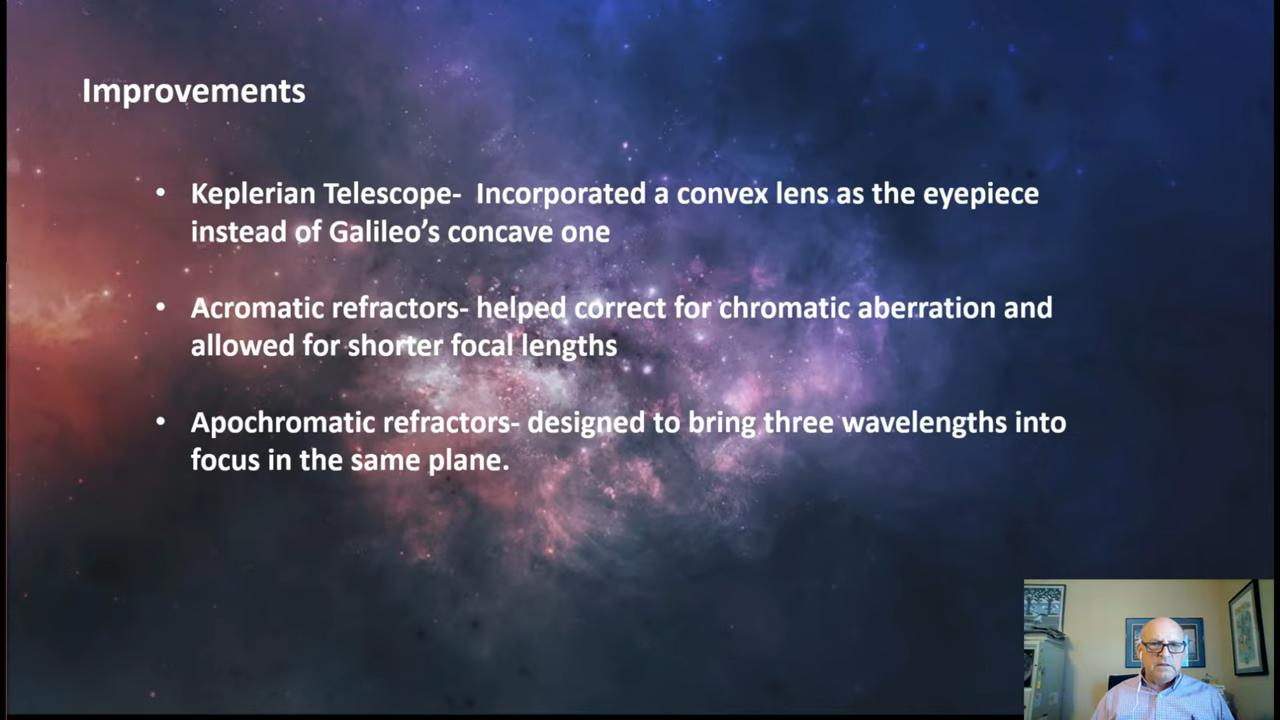 Improvements
• Keplerian Telescope-  Incorporated a convex lens as the eyepiece
instead of Galileo’s concave one
• Acromatic refractors- helped correct for chromatic aberration and
allowed for shorter focal lengths
• Apochromatic refractors- designed to bring three wavelengths into
focus in the same plane.